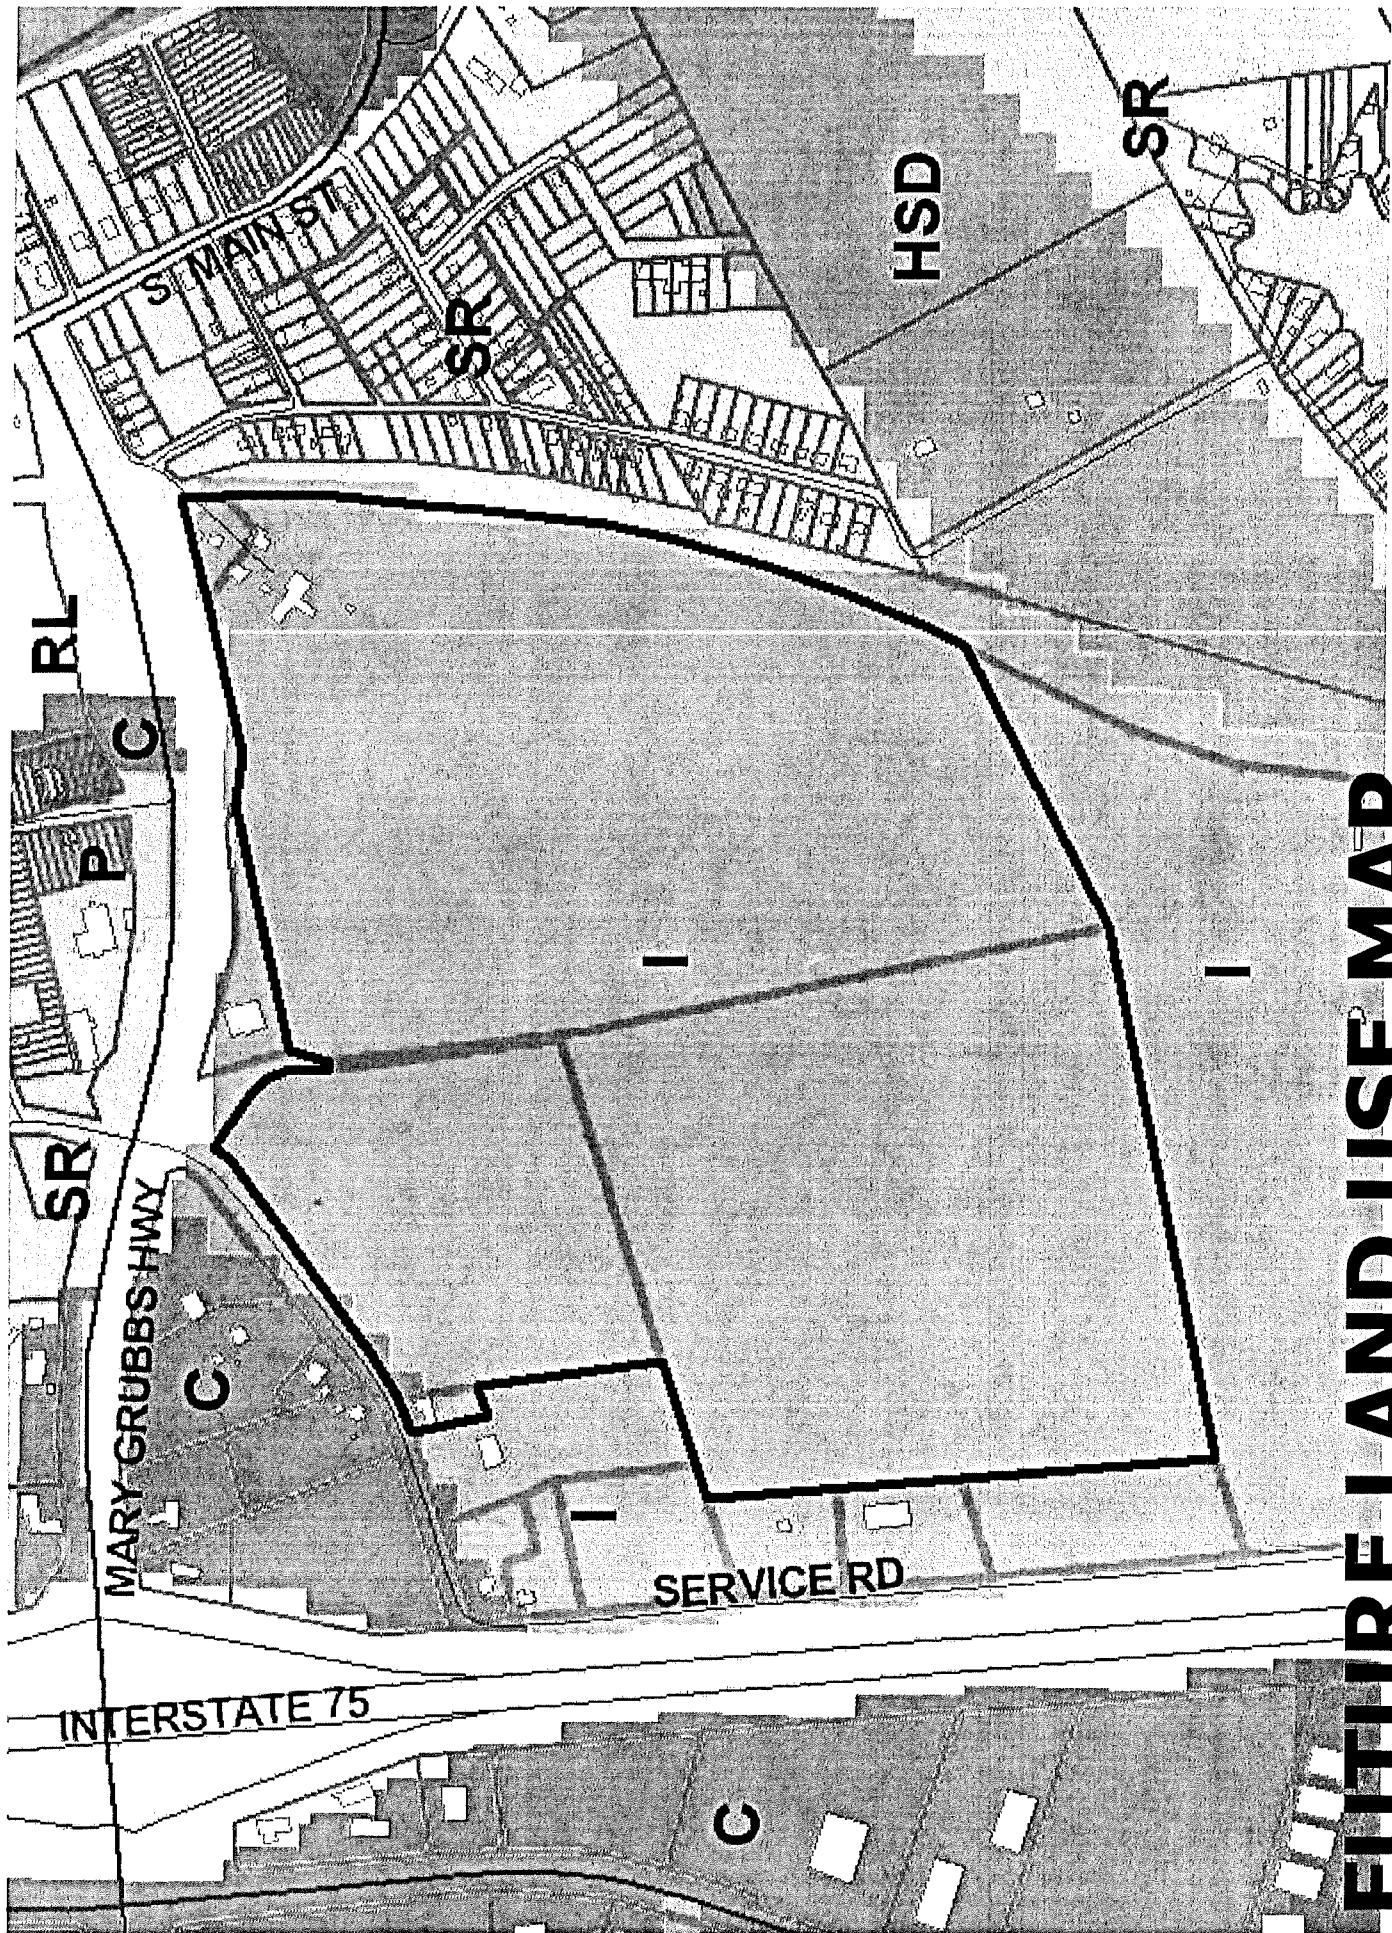 S MAIN ST
SR
HSD
SR
RL
C
P
SR
MARY GRUBBS HWY
C
I
I
I
SERVICE RD
INTERSTATE 75
C
FUTURE LAND USE MAP